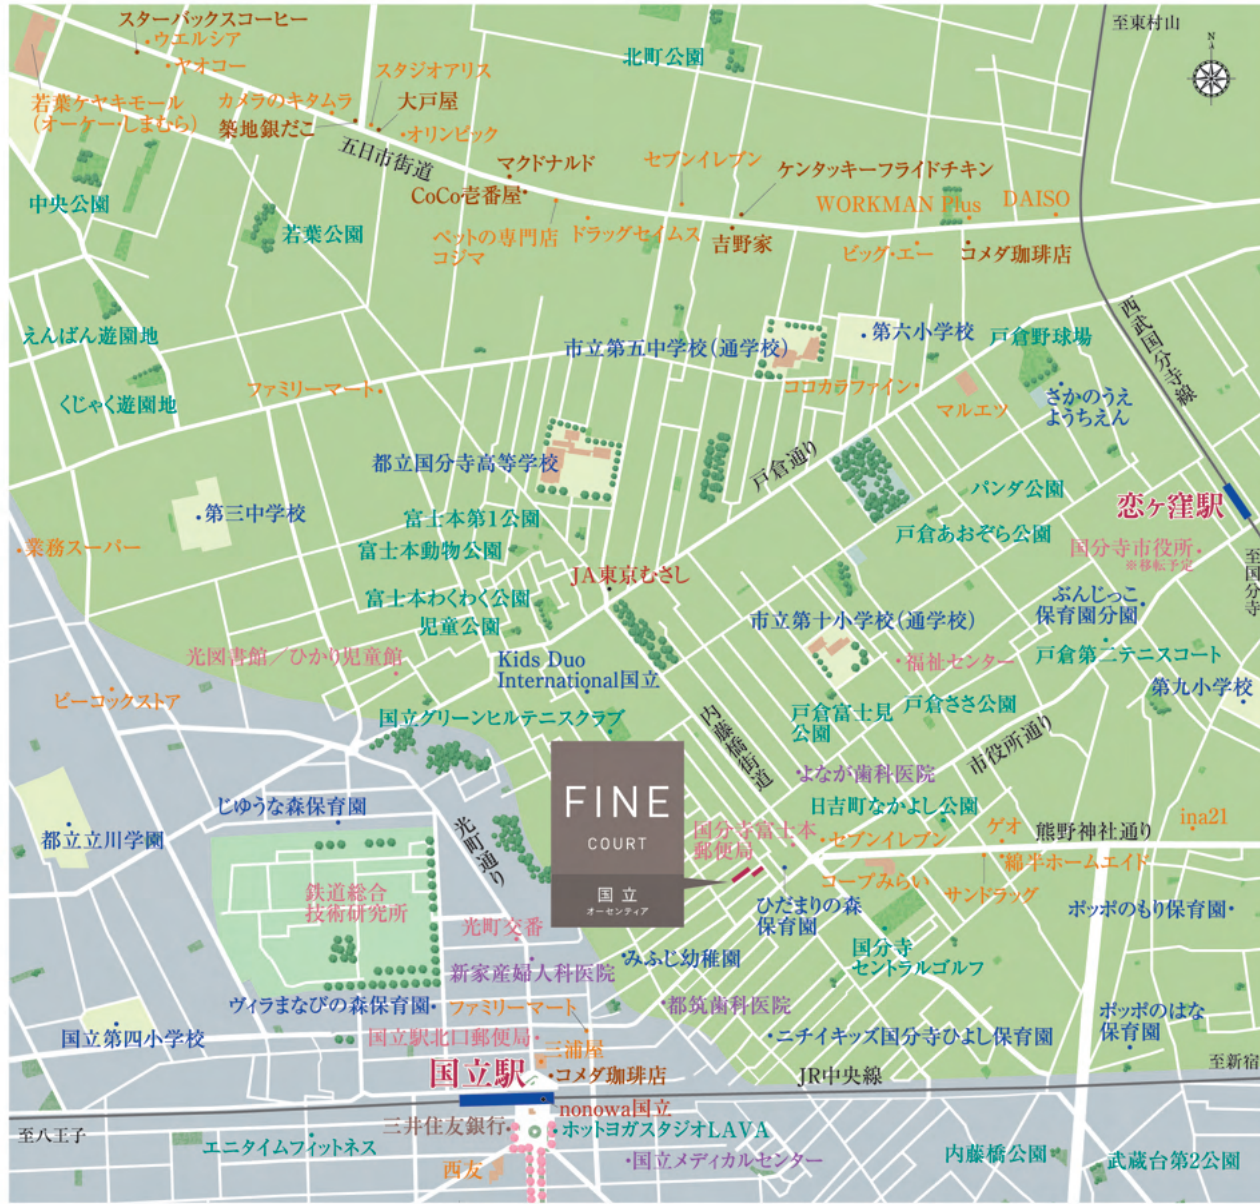 スターバックスコーヒー
ウエルシア
ヤオコー
至東村山
N
北町公園
スタジオアリス
若葉ケヤキモール
(オーケー・しまむら)
カメラのキタムラ
大戸屋
築地銀だこ
オリンピック
五日市街道
マクドナルド
セブンイレブン
ケンタッキーフライドチキン
CoCo壱番屋
WORKMAN Plus
DAISO
中央公園
若葉公園
ペットの専門店
コジマ
ドラッグセイムス
吉野家
ビッグ・エー
コメダ珈琲店
えんばん遊園地
市立第五中学校(通学校)
第六小学校
戸倉野球場
西武国分寺線
くじゃく遊園地
ファミリーマート
ココカラファイン
マルエツ
さかのうえ
ようちえん
都立国分寺高等学校
戸倉通り
パンダ公園
恋ヶ窪駅
第三中学校
富士本第1公園
戸倉あおぞら公園
業務スーパー
富士本動物公園
国分寺市役所
※移転予定
至国分寺
JA東京むさし
富士本わくわく公園
児童公園
市立第十小学校(通学校)
ぶんじっこ
保育園分園
光図書館／ひかり児童館
Kids Duo
International国立
福祉センター
戸倉第二テニスコート
ピーコックストア
第九小学校
国立グリーンヒルテニスクラブ
内藤橋街道
戸倉富士見
公園
戸倉ささ公園
市役所通り
よなが歯科医院
FINE
COURT
国立
オーセンティア
じゆうな森保育園
日吉町なかよし公園
都立立川学園
光町通り
国分寺富士本
郵便局
セブンイレブン
ゲオ
熊野神社通り
ina21
綿半ホームエイド
コープみらい
サンドラッグ
鉄道総合
技術研究所
ひだまりの森
保育園
ポッポのもり保育園
光町交番
新家産婦人科医院
みふじ幼稚園
国分寺
セントラルゴルフ
ヴィラまなびの森保育園
ファミリーマート
都筑歯科医院
国立第四小学校
国立駅北口郵便局
ニチイキッズ国分寺ひよし保育園
ポッポのはな
保育園
三浦屋
国立駅
コメダ珈琲店
JR中央線
至新宿
nonowa国立
至八王子
三井住友銀行
ホットヨガスタジオLAVA
エニタイムフィットネス
西友
国立メディカルセンター
内藤橋公園
武蔵台第2公園